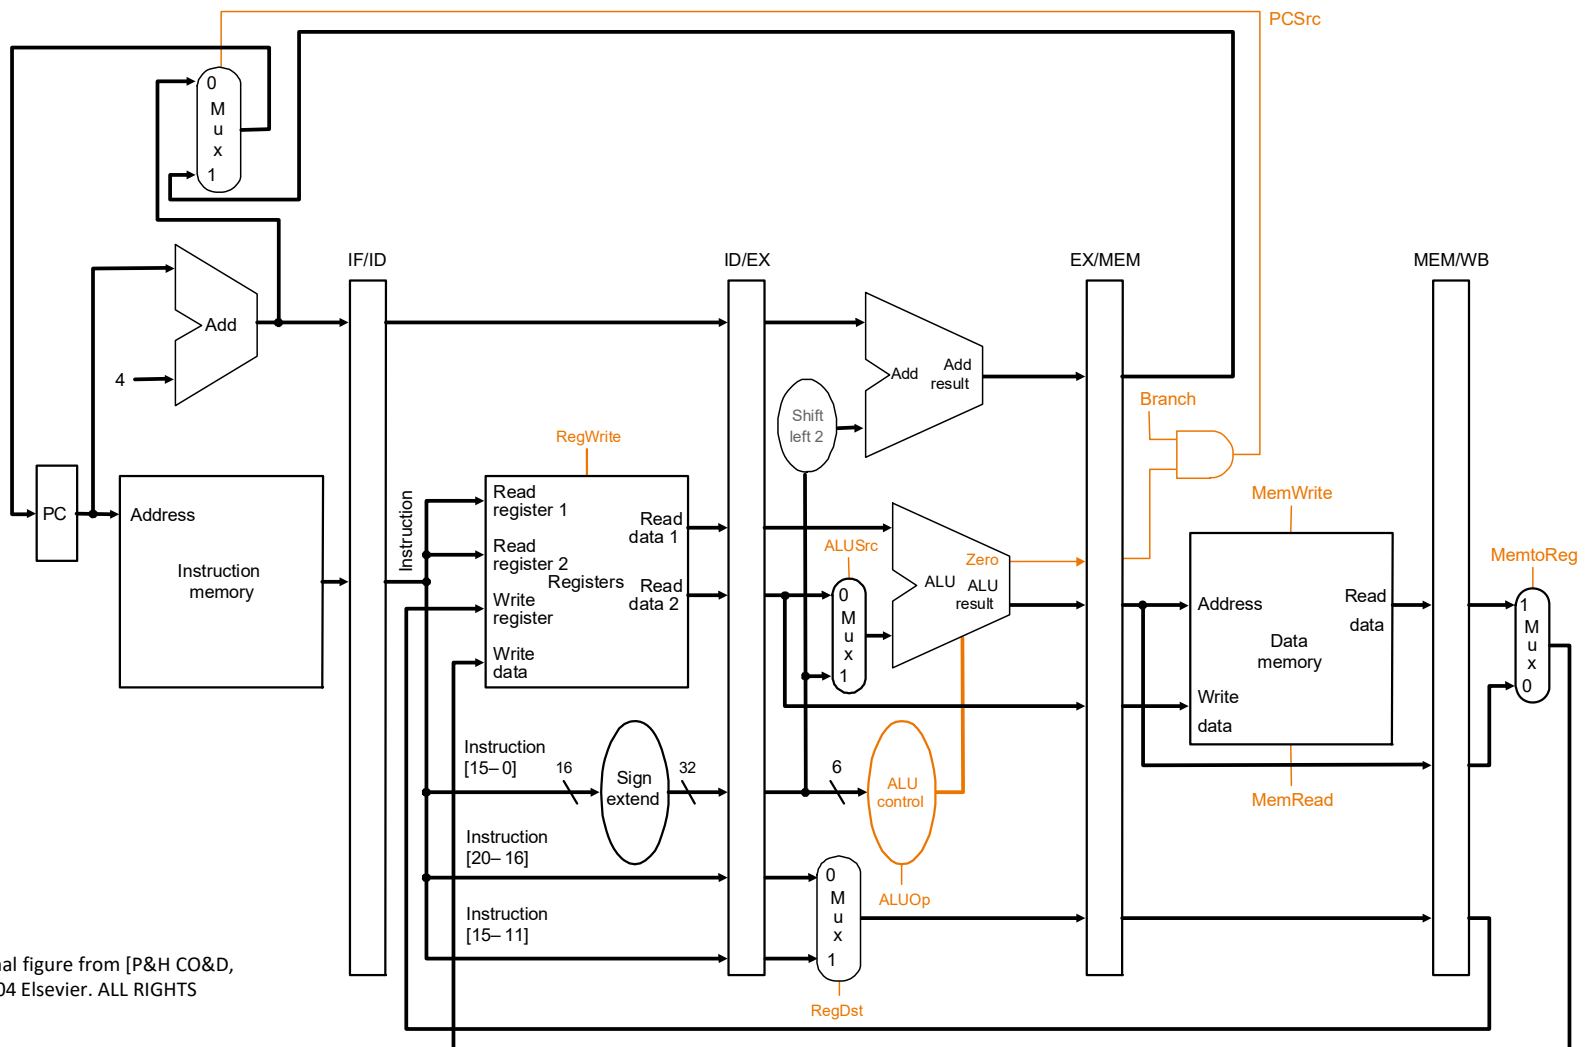 PCSrc
0
M
u
x
1
IF/ID
ID/EX
EX/MEM
MEM/WB
Add
4
Add
Add
result
Shift
left 2
Branch
RegWrite
PC
Address
Instruction
memory
Instruction
Read
register 1
Read
register 2
Write
register
Write
data
Registers
Read
data 1
Read
data 2
ALUSrc
0
M
u
x
1
Zero
ALU
ALU
result
MemWrite
Address
Read
data
Data
memory
Write
data
MemRead
MemtoReg
1
M
u
x
0
Instruction
[15–0]
16
Sign
extend
32
6
ALU
control
ALUOp
Instruction
[20–16]
Instruction
[15–11]
0
M
u
x
1
RegDst
al figure from [P&H CO&D,
04 Elsevier. ALL RIGHTS